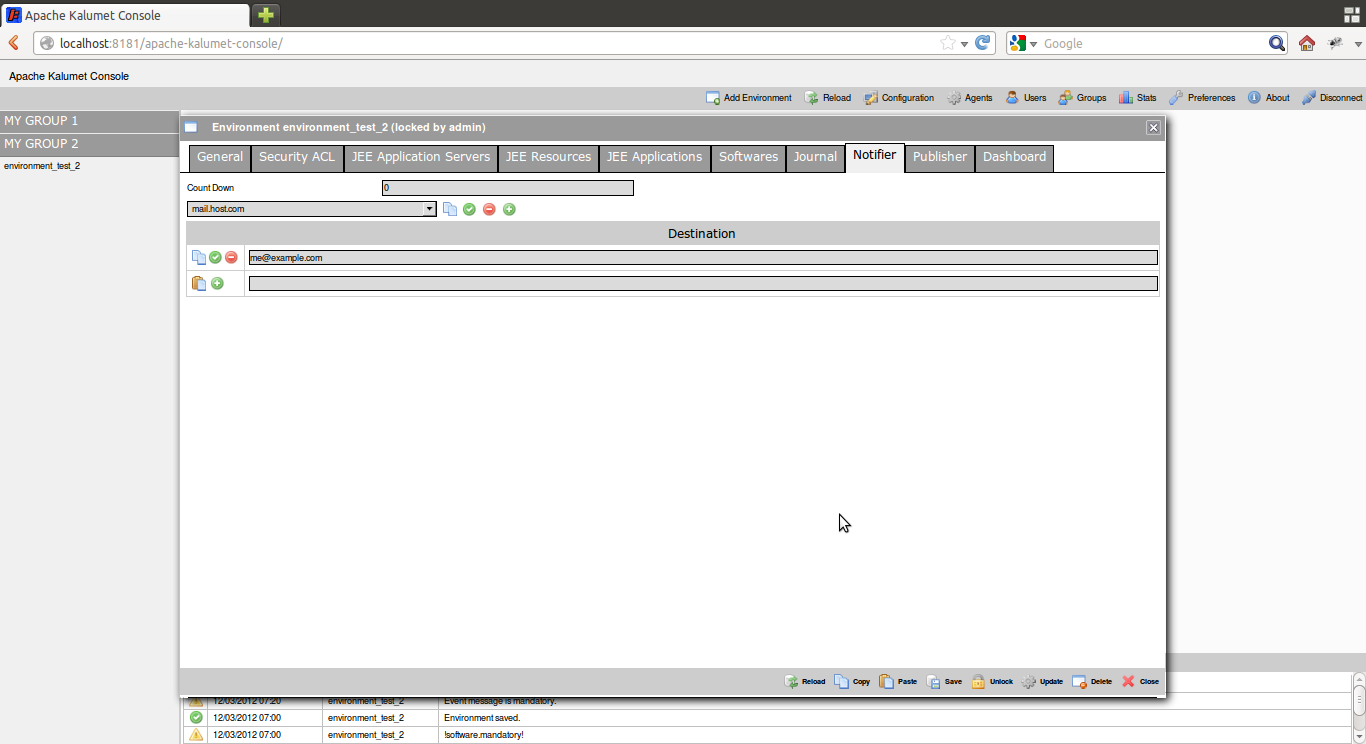 Apache Kalumet Console
localhost:8181/apache-kalumet-console/
Google
Apache Kalumet Console
Add Environment Reload Configuration Agents Users Groups Stats Preferences About Disconnect
MY GROUP 1
MY GROUP 2
environment_test_2
Environment environment_test_2 (locked by admin)
General Security ACL JEE Application Servers JEE Resources JEE Applications Softwares Journal Notifier Publisher Dashboard
Count Down 0
mail.host.com
Destination
me@example.com
Reload Copy Paste Save Unlock Update Delete Close
12/03/2012 07:20 environment_test_2 Event message is mandatory.
12/03/2012 07:00 environment_test_2 Environment saved.
12/03/2012 07:00 environment_test_2 !software.mandatory!